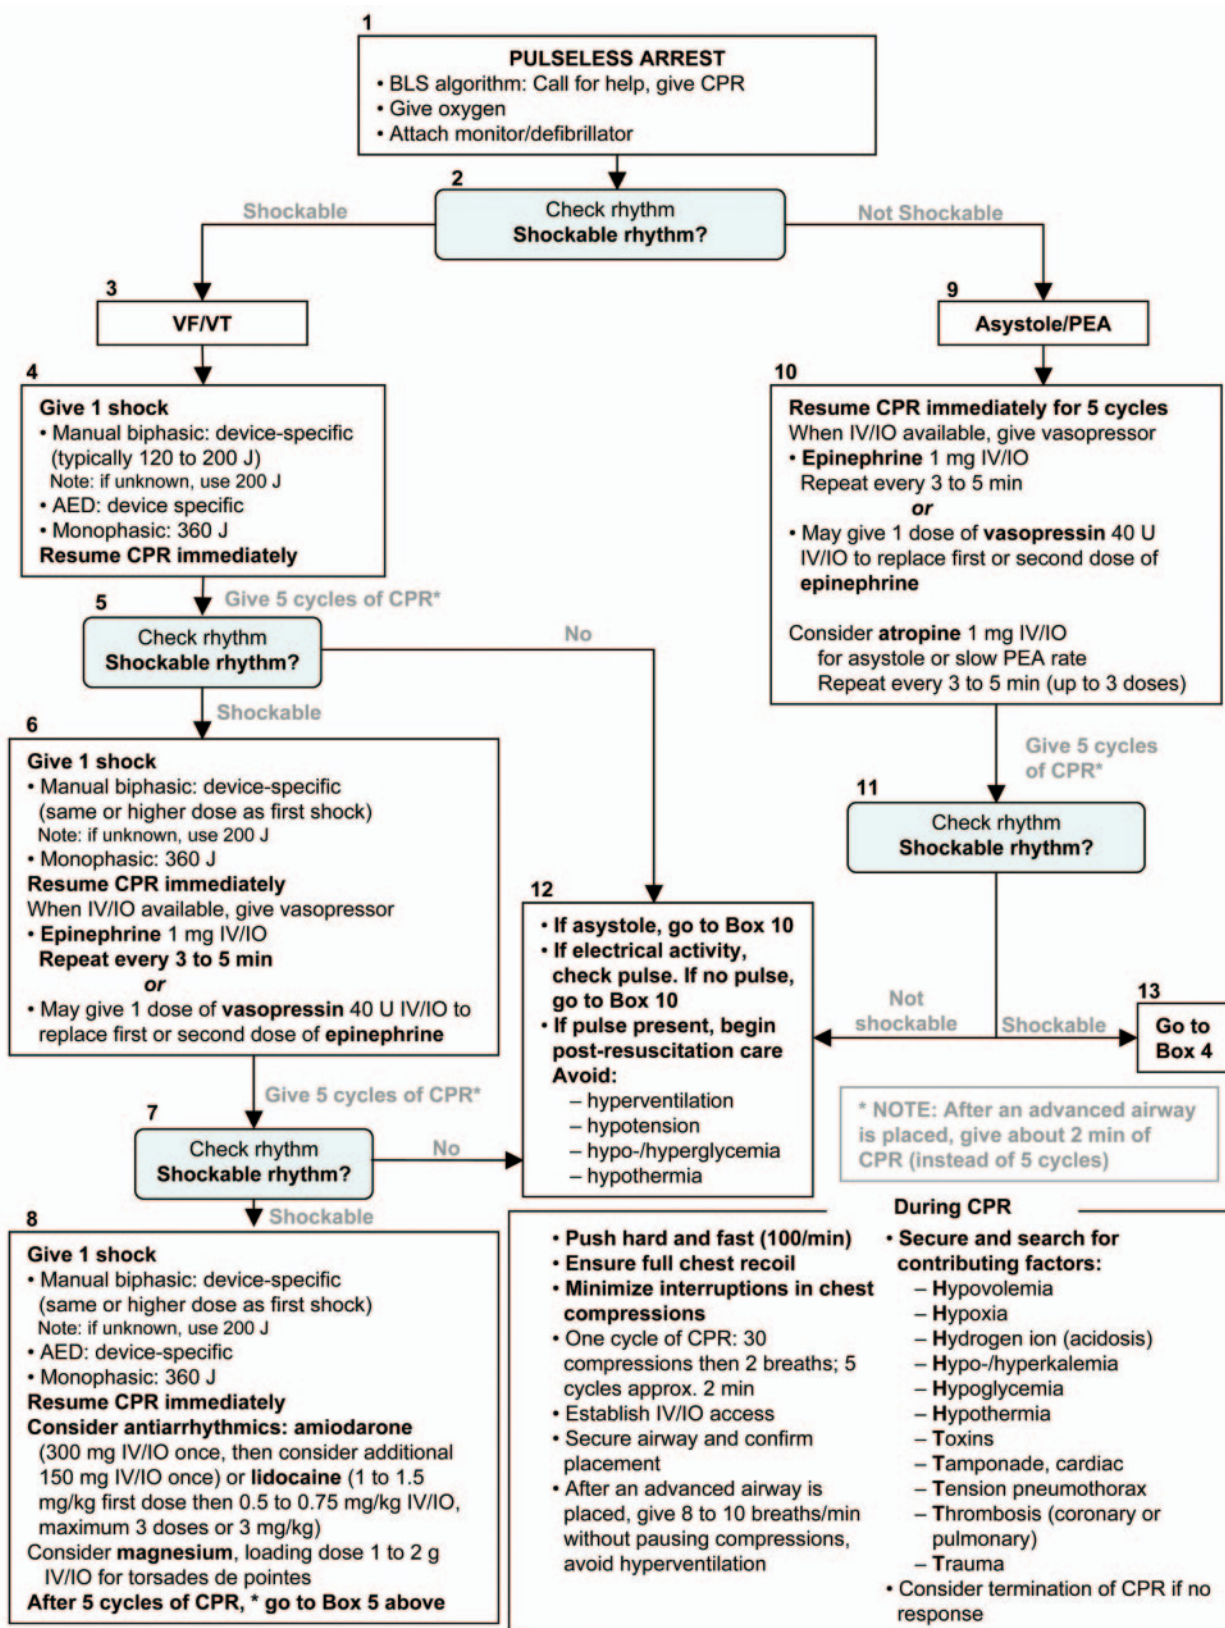 1
PULSELESS ARREST
• BLS algorithm: Call for help, give CPR
• Give oxygen
• Attach monitor/defibrillator
2
Check rhythm
Shockable rhythm?
Shockable
Not Shockable
3
VF/VT
4
Give 1 shock
• Manual biphasic: device-specific
(typically 120 to 200 J)
Note: if unknown, use 200 J
• AED: device specific
• Monophasic: 360 J
Resume CPR immediately
Give 5 cycles of CPR*
5
Check rhythm
Shockable rhythm?
No
Shockable
6
Give 1 shock
• Manual biphasic: device-specific
(same or higher dose as first shock)
Note: if unknown, use 200 J
• Monophasic: 360 J
Resume CPR immediately
When IV/IO available, give vasopressor
• Epinephrine 1 mg IV/IO
Repeat every 3 to 5 min
or
• May give 1 dose of vasopressin 40 U IV/IO to
replace first or second dose of epinephrine
Give 5 cycles of CPR*
7
Check rhythm
Shockable rhythm?
No
Shockable
8
Give 1 shock
• Manual biphasic: device-specific
(same or higher dose as first shock)
Note: if unknown, use 200 J
• AED: device-specific
• Monophasic: 360 J
Resume CPR immediately
Consider antiarrhythmics: amiodarone
(300 mg IV/IO once, then consider additional
150 mg IV/IO once) or lidocaine (1 to 1.5
mg/kg first dose then 0.5 to 0.75 mg/kg IV/IO,
maximum 3 doses or 3 mg/kg)
Consider magnesium, loading dose 1 to 2 g
IV/IO for torsades de pointes
After 5 cycles of CPR, * go to Box 5 above
9
Asystole/PEA
10
Resume CPR immediately for 5 cycles
When IV/IO available, give vasopressor
• Epinephrine 1 mg IV/IO
Repeat every 3 to 5 min
or
• May give 1 dose of vasopressin 40 U
IV/IO to replace first or second dose of
epinephrine
Consider atropine 1 mg IV/IO
for asystole or slow PEA rate
Repeat every 3 to 5 min (up to 3 doses)
Give 5 cycles
of CPR*
11
Check rhythm
Shockable rhythm?
Not
shockable
Shockable
12
• If asystole, go to Box 10
• If electrical activity,
check pulse. If no pulse,
go to Box 10
• If pulse present, begin
post-resuscitation care
Avoid:
– hyperventilation
– hypotension
– hypo-/hyperglycemia
– hypothermia
13
Go to
Box 4
* NOTE: After an advanced airway
is placed, give about 2 min of
CPR (instead of 5 cycles)
During CPR
• Push hard and fast (100/min)
• Ensure full chest recoil
• Minimize interruptions in chest
compressions
• One cycle of CPR: 30
compressions then 2 breaths; 5
cycles approx. 2 min
• Establish IV/IO access
• Secure airway and confirm
placement
• After an advanced airway is
placed, give 8 to 10 breaths/min
without pausing compressions,
avoid hyperventilation
• Secure and search for
contributing factors:
– Hypovolemia
– Hypoxia
– Hydrogen ion (acidosis)
– Hypo-/hyperkalemia
– Hypoglycemia
– Hypothermia
– Toxins
– Tamponade, cardiac
– Tension pneumothorax
– Thrombosis (coronary or
pulmonary)
– Trauma
• Consider termination of CPR if no
response